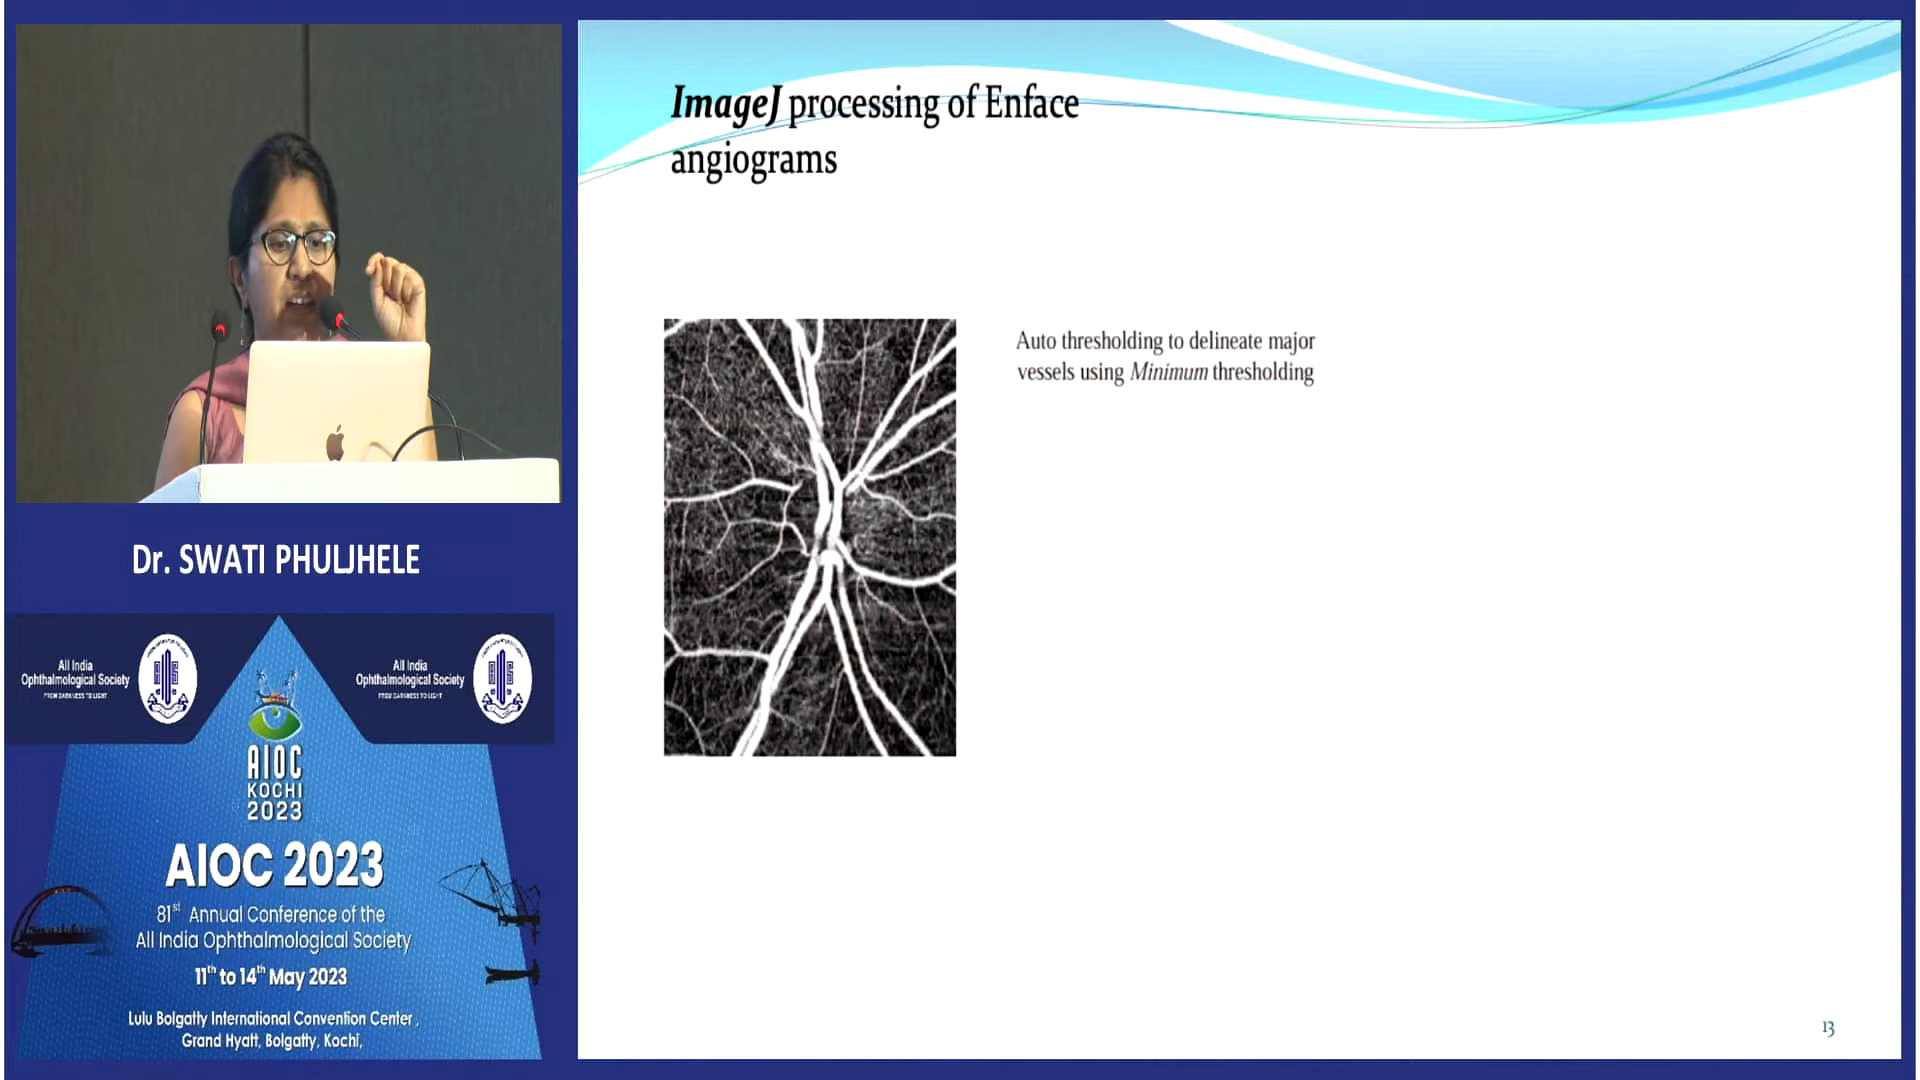 ImageJ processing of Enface
angiograms
Auto thresholding to delineate major
vessels using Minimum thresholding
13
Dr. SWATI PHULJHELE
All India
Ophthalmological Society
FROM DARKNESS TO LIGHT
All India
Ophthalmological Society
FROM DARKNESS TO LIGHT
AIOC
KOCHI
2023
AIOC 2023
81st Annual Conference of the
All India Ophthalmological Society
11th to 14th May 2023
Lulu Bolgatty International Convention Center ,
Grand Hyatt, Bolgatty, Kochi,